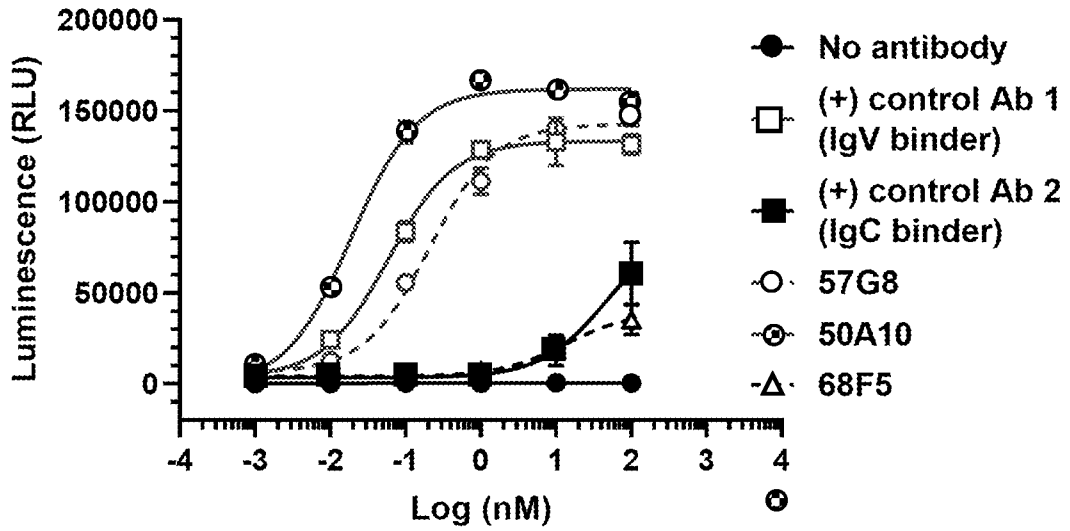 Luminescence (RLU)
200000
150000
100000
50000
0
-4 -3 -2 -1 0 1 2 3 4
Log (nM)
No antibody
(+) control Ab 1
(IgV binder)
(+) control Ab 2
(IgC binder)
57G8
50A10
68F5